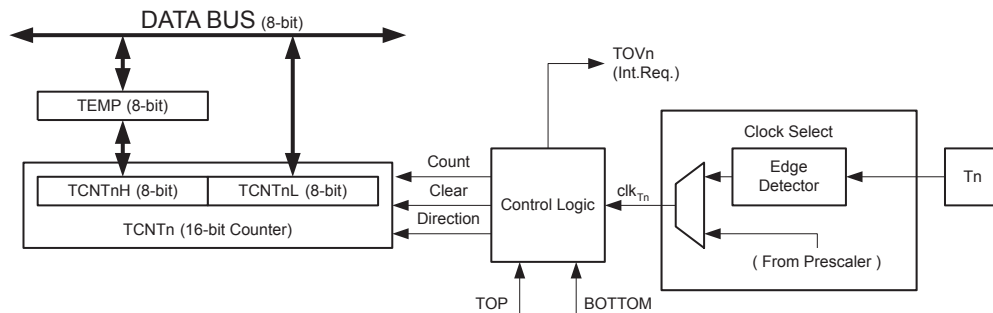 DATA BUS (8-bit)
TOVn
(Int.Req.)
TEMP (8-bit)
Clock Select
Count
Edge
Detector
Tn
TCNTnH (8-bit)
TCNTnL (8-bit)
Clear
Control Logic
clkTn
TCNTn (16-bit Counter)
Direction
( From Prescaler )
TOP
BOTTOM